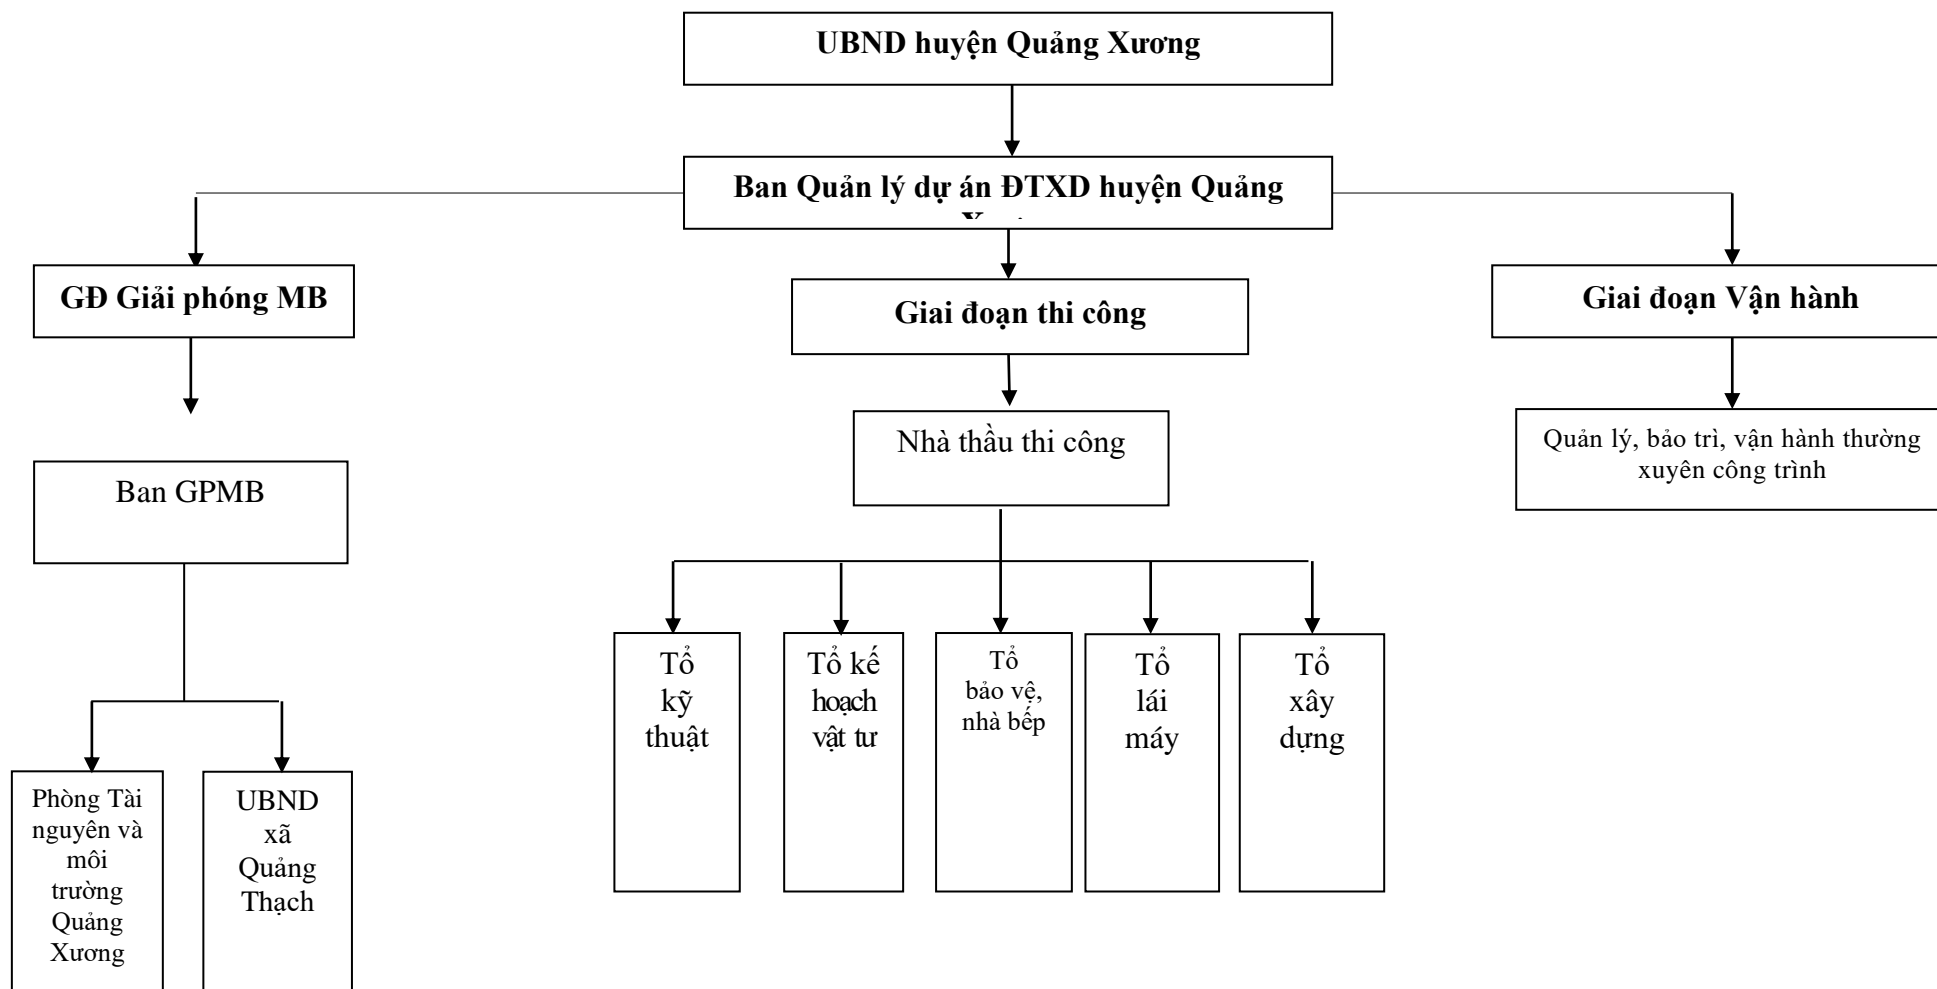 UBND huyện Quảng Xương
Ban Quản lý dự án ĐTXD huyện Quảng
GĐ Giải phóng MB
Giai đoạn thi công
Giai đoạn Vận hành
Ban GPMB
Nhà thầu thi công
Quản lý, bảo trì, vận hành thường
xuyên công trình
Phòng Tài
nguyên và
môi
trường
Quảng
Xương
UBND
xã
Quảng
Thạch
Tổ
kỹ
thuật
Tổ kế
hoạch
vật tư
Tổ
bảo vệ,
nhà bếp
Tổ
lái
máy
Tổ
xây
dựng